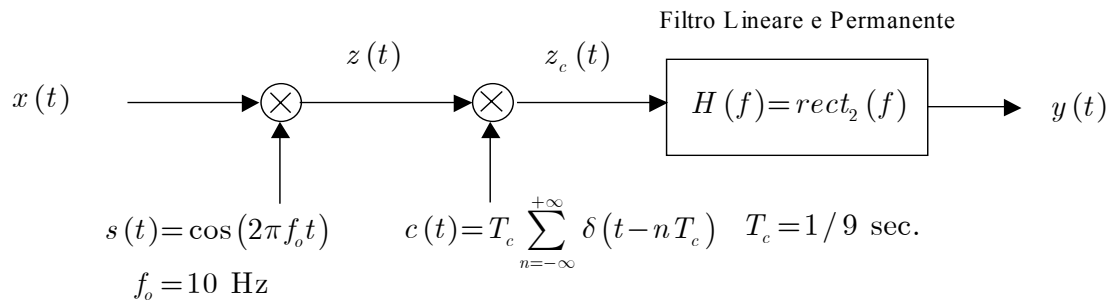 Filtro Lineare e Permanente
x(t)
z(t)
z_c(t)
H(f)=rect_2(f)
y(t)
s(t)=cos(2πf_o t)
f_o=10 Hz
c(t)=T_c ∑_{n=-∞}^{+∞} δ(t-nT_c) T_c=1/9 sec.